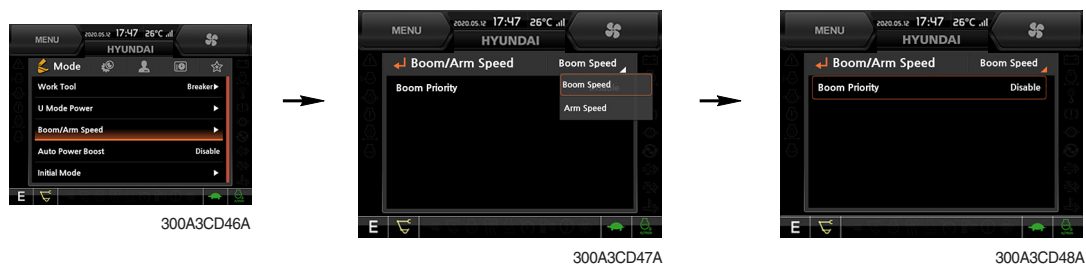 MENU
2020.05.12 17:47 26°C
HYUNDAI
Mode
Work Tool Breaker▶
U Mode Power ▶
Boom/Arm Speed ▶
Auto Power Boost Disable
Initial Mode ▶
E
300A3CD46A
MENU
2020.05.12 17:47 26°C
HYUNDAI
Boom/Arm Speed Boom Speed
Boom Priority
Boom Speed
Arm Speed
E
300A3CD47A
MENU
2020.05.12 17:47 26°C
HYUNDAI
Boom/Arm Speed Boom Speed
Boom Priority Disable
E
300A3CD48A